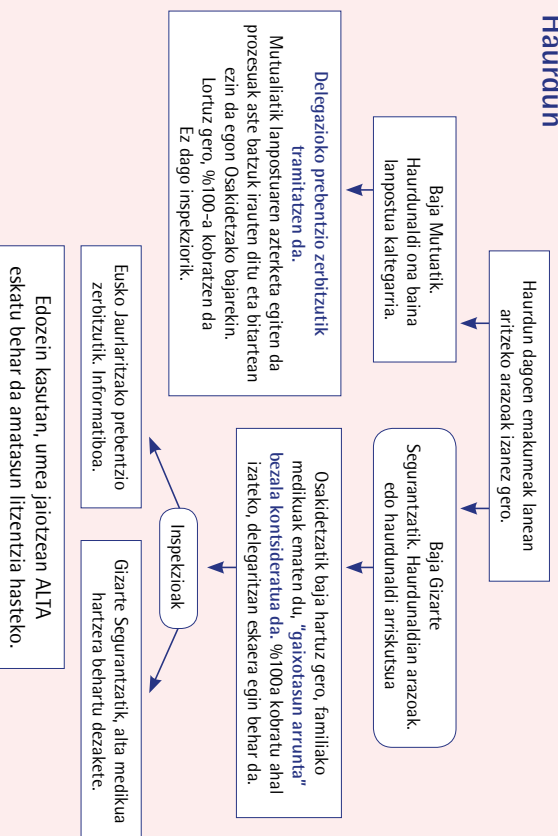 Haurdun
Haurdun dagoen emakumeak lanean
aritzeko arazoak izanez gero.
Baja Mutuatik.
Haurdunaldi ona baina
lanpostua kaltegarria.
Delegazioko prebentzio zerbitzutik
tramitatzen da.
Mutualiatik lanpostuaren azterketa egiten da
prozesuak aste batzuk irauten ditu eta bitartean
ezin da egon Osakidetzako bajarekin.
Lortuz gero, %100-a kobratzen da
Ez dago inspekziorik.
Baja Gizarte
Segurantzatik. Haurdunaldian arazoak.
edo haurdunaldi arriskutsua
Osakidetzatik baja hartuz gero, familiako
medikuak ematen du, "gaixotasun arrunta"
bezala kontsideratua da. %100a kobratu ahal
izateko, delegaritzan eskaera egin behar da.
Inspekzioak
Eusko Jaurlaritzako prebentzio
zerbitzutik. Informatiboa.
Gizarte Segurantzatik, alta medikua
hartzera behartu dezakete.
Edozein kasutan, umea jaiotzean ALTA
eskatu behar da amatasun litzentzia hasteko.